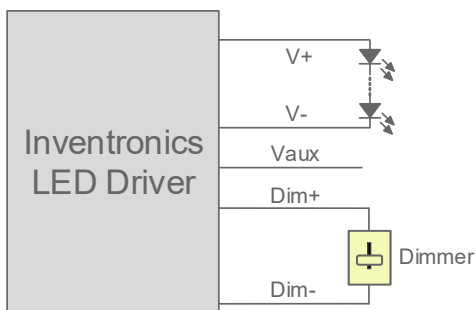 V+
V-
Inventronics
LED Driver
Vaux
Dim+
Dimmer
Dim-